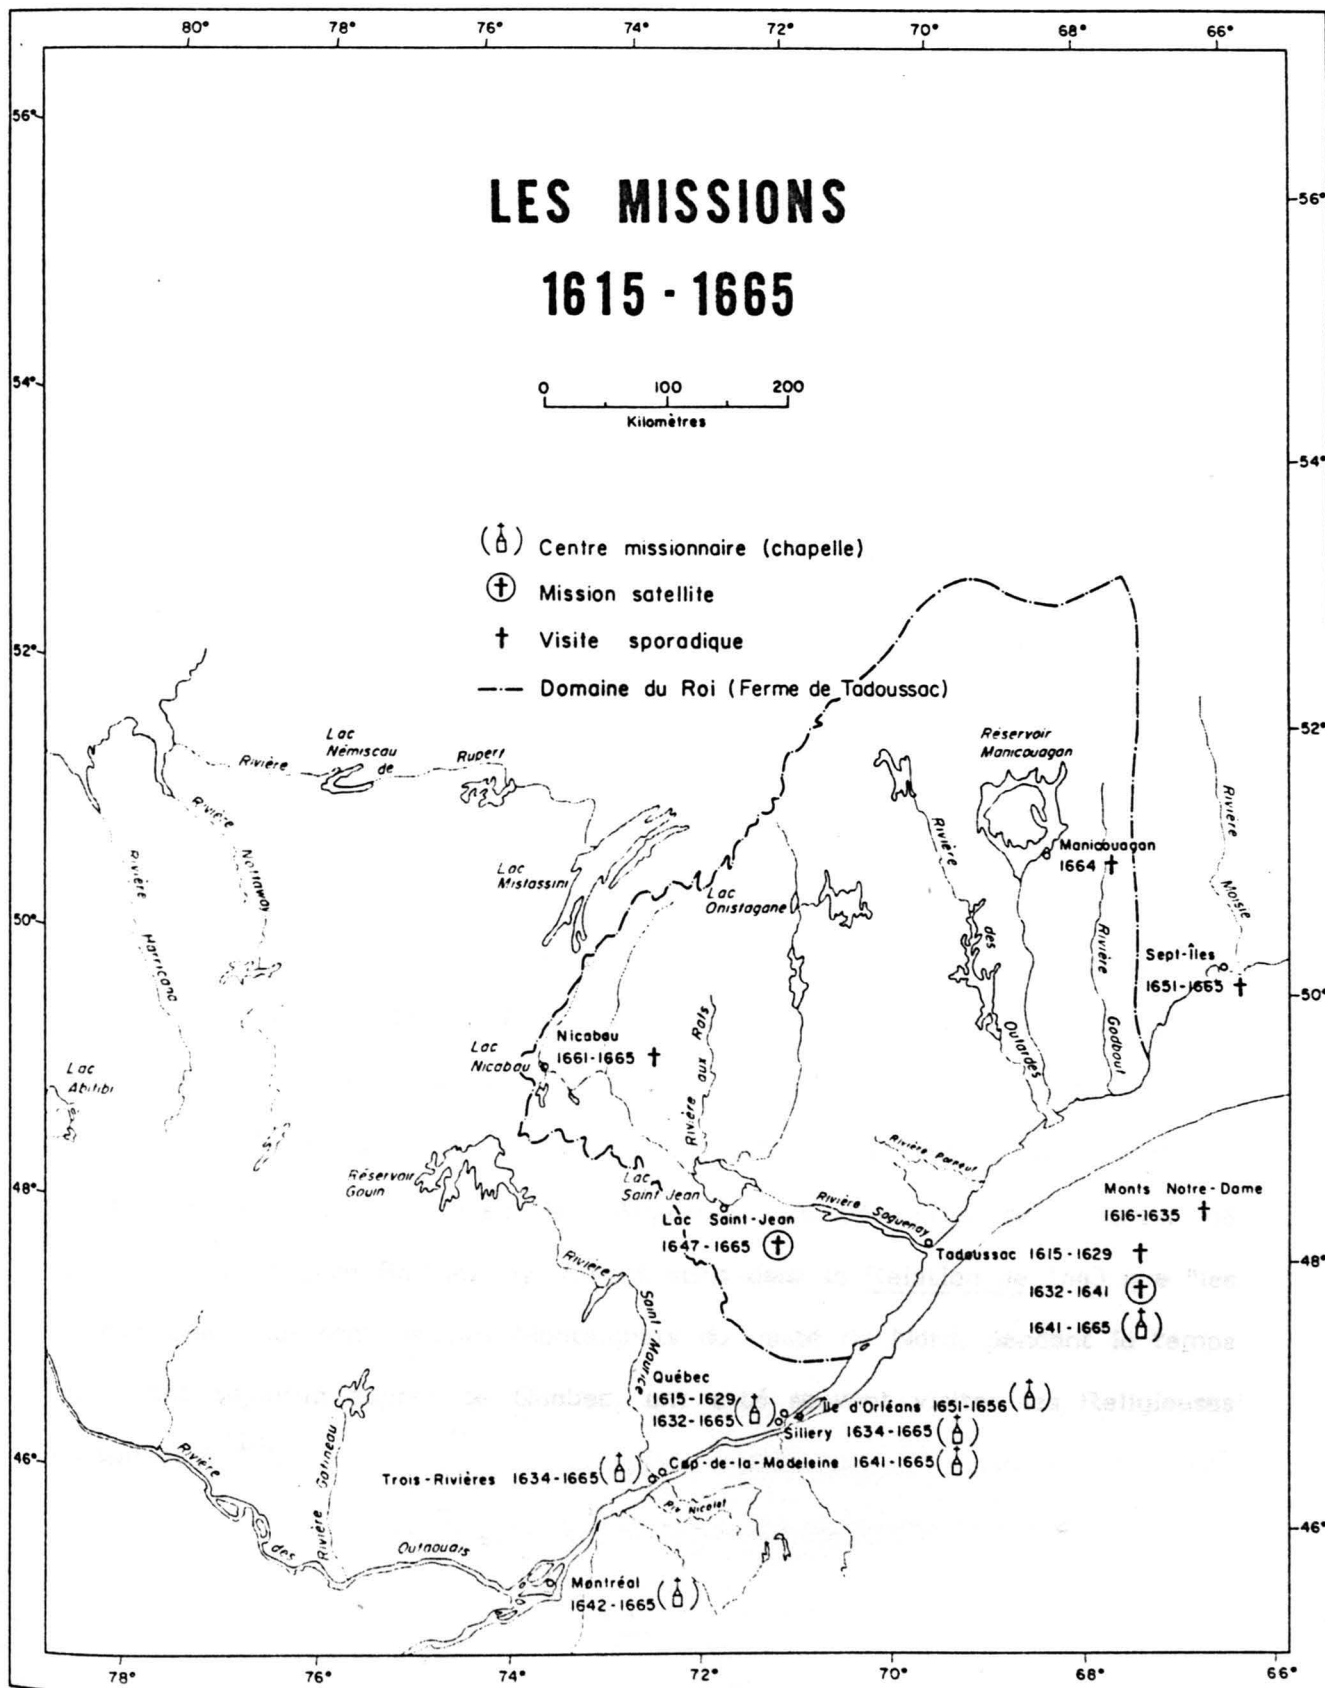 80° 78° 76° 74° 72° 70° 68° 66°
56°
54°
52°
50°
48°
46°
56°
54°
52°
50°
48°
46°
LES MISSIONS
1615 - 1665
0 100 200
Kilomètres
Centre missionnaire (chapelle)
Mission satellite
Visite sporadique
Domaine du Roi (Ferme de Tadoussac)
Lac
Némiscau
Rivière de Rupert
Rivière Nottaway
Rivière Harricana
Lac
Mistassini
Lac
Onistagane
Réservoir
Manicouagan
Manicouagan
1664
Rivière des Outardes
Rivière Godbout
Rivière Moisie
Sept-Îles
1651-1665
Nicabau
1661-1665
Lac
Nicabau
Rivière aux Rats
Lac
Abitibi
Réservoir
Gouin
Lac
Saint Jean
Lac Saint-Jean
1647-1665
Rivière Saguenay
Rivière Portneuf
Monts Notre-Dame
1616-1635
Tadoussac 1615-1629
1632-1641
1641-1665
Rivière Saint Maurice
Québec
1615-1629
1632-1665
Île d'Orléans 1651-1656
Sillery 1634-1665
Cap-de-la-Madeleine 1641-1665
Trois-Rivières 1634-1665
Riv. Nicolet
Rivière Gatineau
Rivière des Outaouais
Montréal
1642-1665
78° 76° 74° 72° 70° 68° 66°